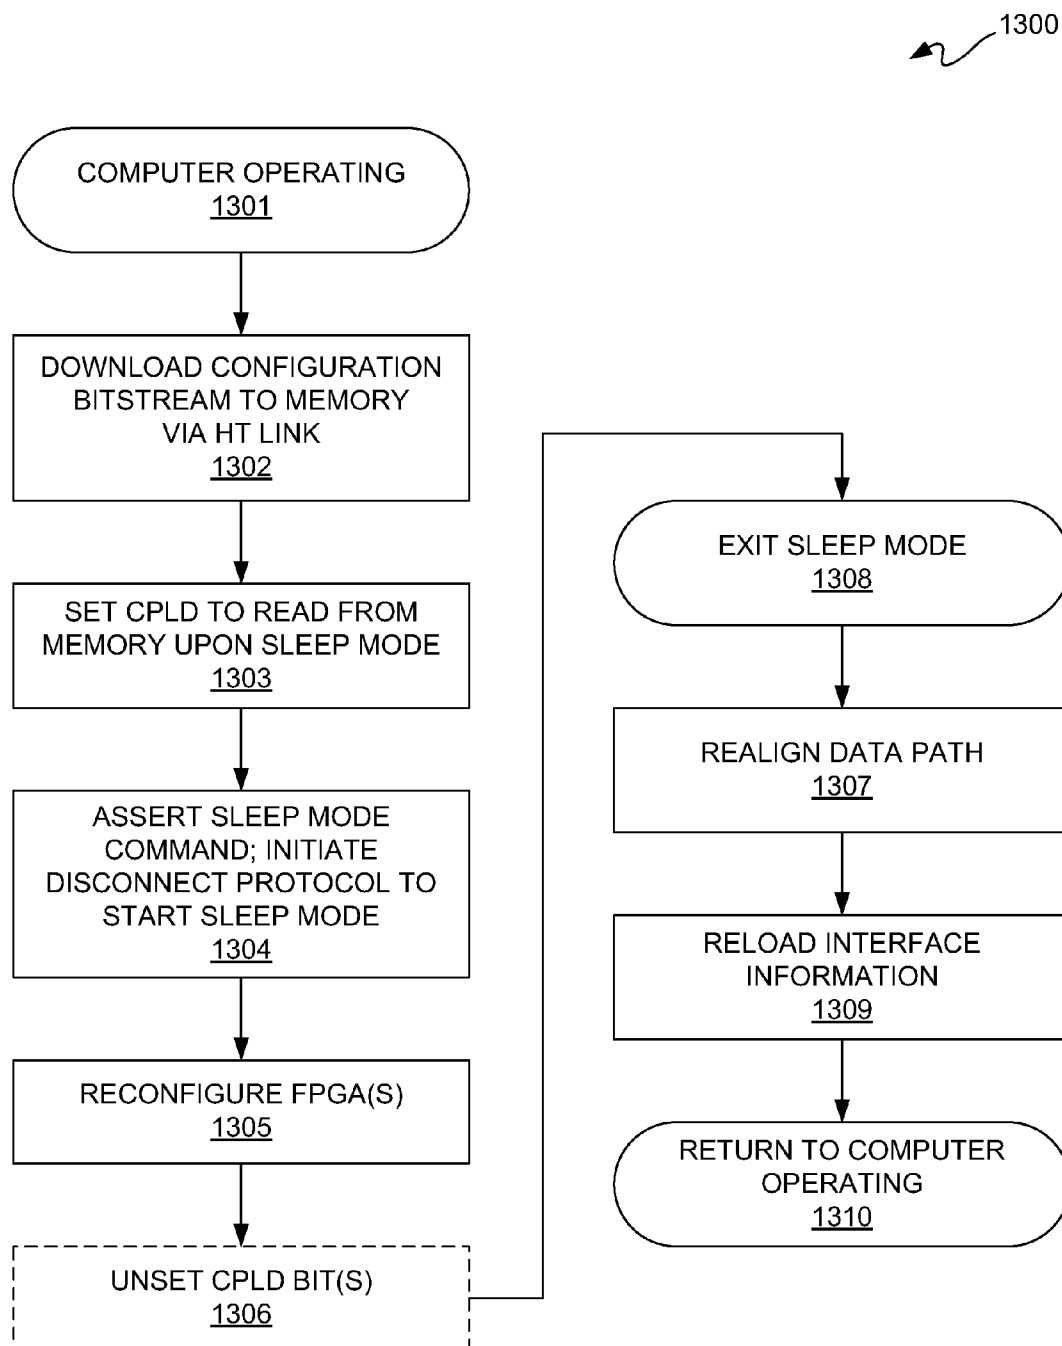 1300
COMPUTER OPERATING
1301
DOWNLOAD CONFIGURATION
BITSTREAM TO MEMORY
VIA HT LINK
1302
SET CPLD TO READ FROM
MEMORY UPON SLEEP MODE
1303
ASSERT SLEEP MODE
COMMAND; INITIATE
DISCONNECT PROTOCOL TO
START SLEEP MODE
1304
RECONFIGURE FPGA(S)
1305
UNSET CPLD BIT(S)
1306
EXIT SLEEP MODE
1308
REALIGN DATA PATH
1307
RELOAD INTERFACE
INFORMATION
1309
RETURN TO COMPUTER
OPERATING
1310